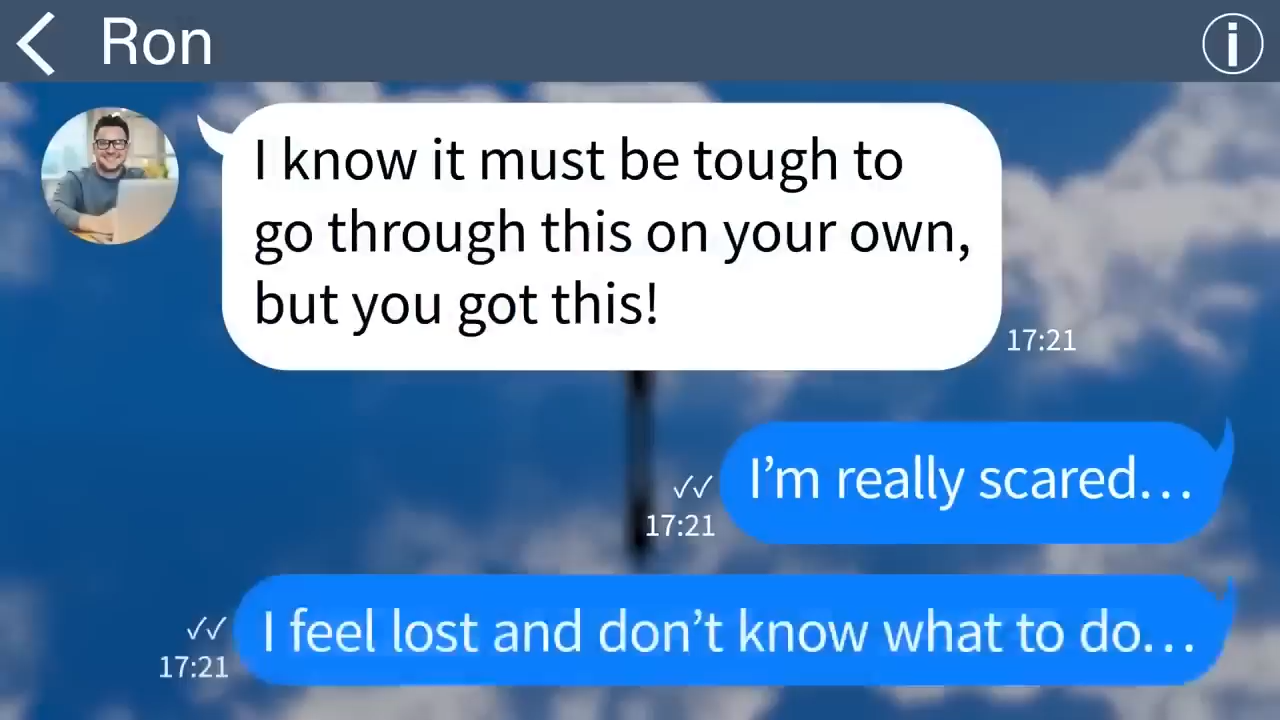 Ron
I know it must be tough to
go through this on your own,
but you got this!
17:21
I’m really scared...
✓✓
17:21
I feel lost and don’t know what to do...
✓✓
17:21